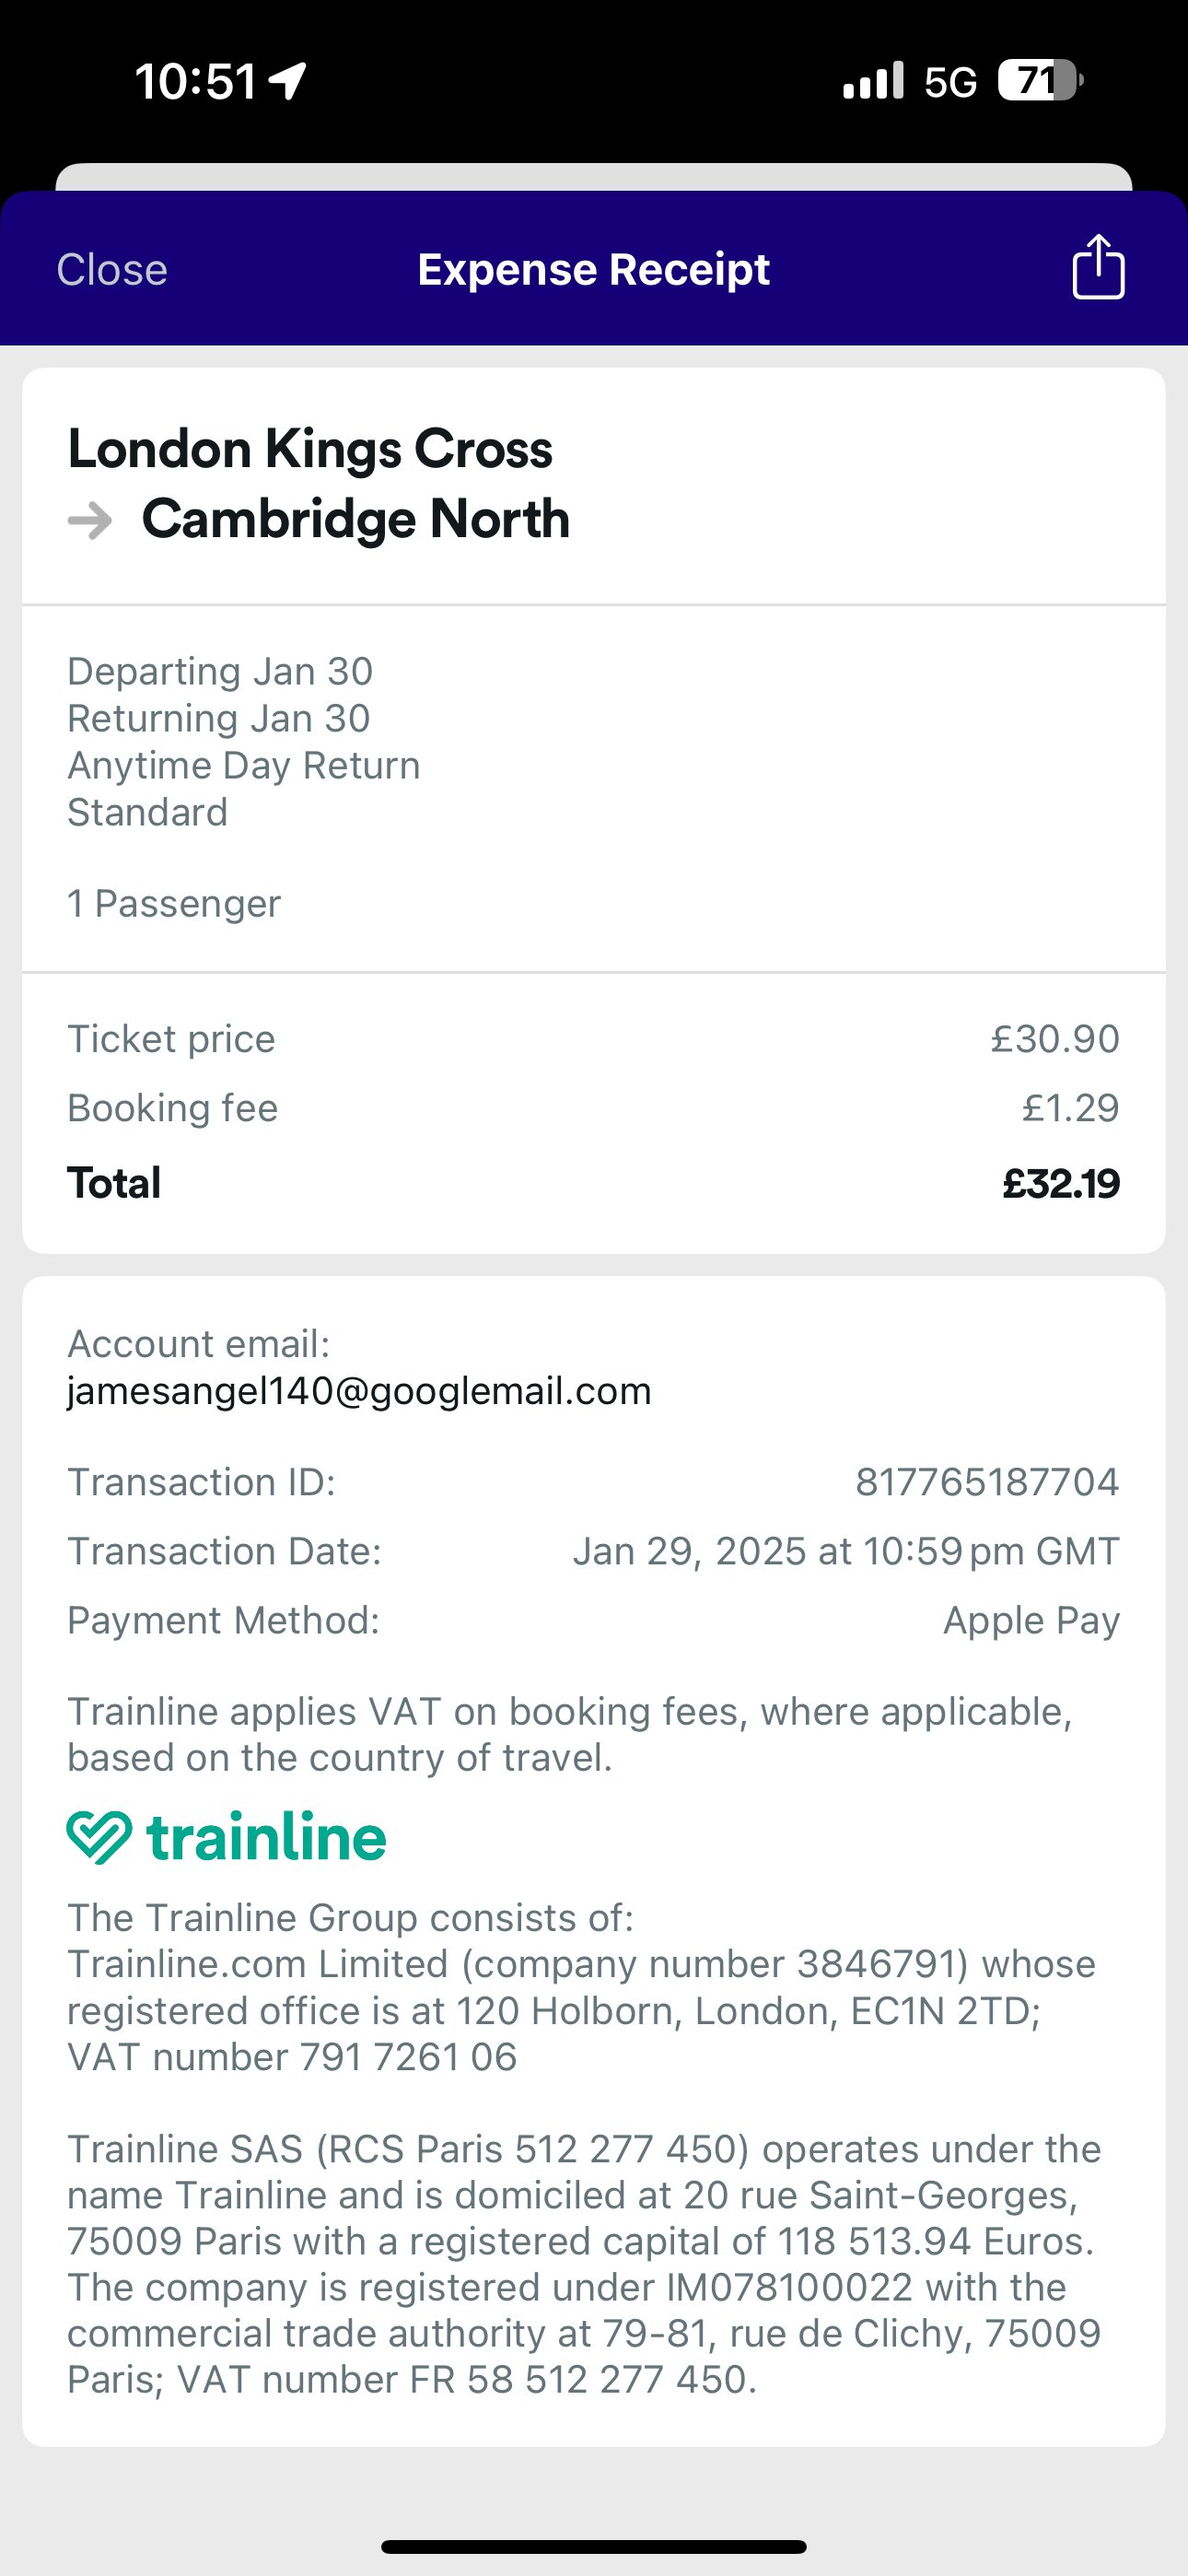 10:51
5G
71
Close
Expense Receipt
London Kings Cross
→ Cambridge North
Departing Jan 30
Returning Jan 30
Anytime Day Return
Standard
1 Passenger
Ticket price £30.90
Booking fee £1.29
Total £32.19
Account email:
jamesangel140@googlemail.com
Transaction ID: 817765187704
Transaction Date: Jan 29, 2025 at 10:59 pm GMT
Payment Method: Apple Pay
Trainline applies VAT on booking fees, where applicable,
based on the country of travel.
trainline
The Trainline Group consists of:
Trainline.com Limited (company number 3846791) whose
registered office is at 120 Holborn, London, EC1N 2TD;
VAT number 791 7261 06
Trainline SAS (RCS Paris 512 277 450) operates under the
name Trainline and is domiciled at 20 rue Saint-Georges,
75009 Paris with a registered capital of 118 513.94 Euros.
The company is registered under IM078100022 with the
commercial trade authority at 79-81, rue de Clichy, 75009
Paris; VAT number FR 58 512 277 450.